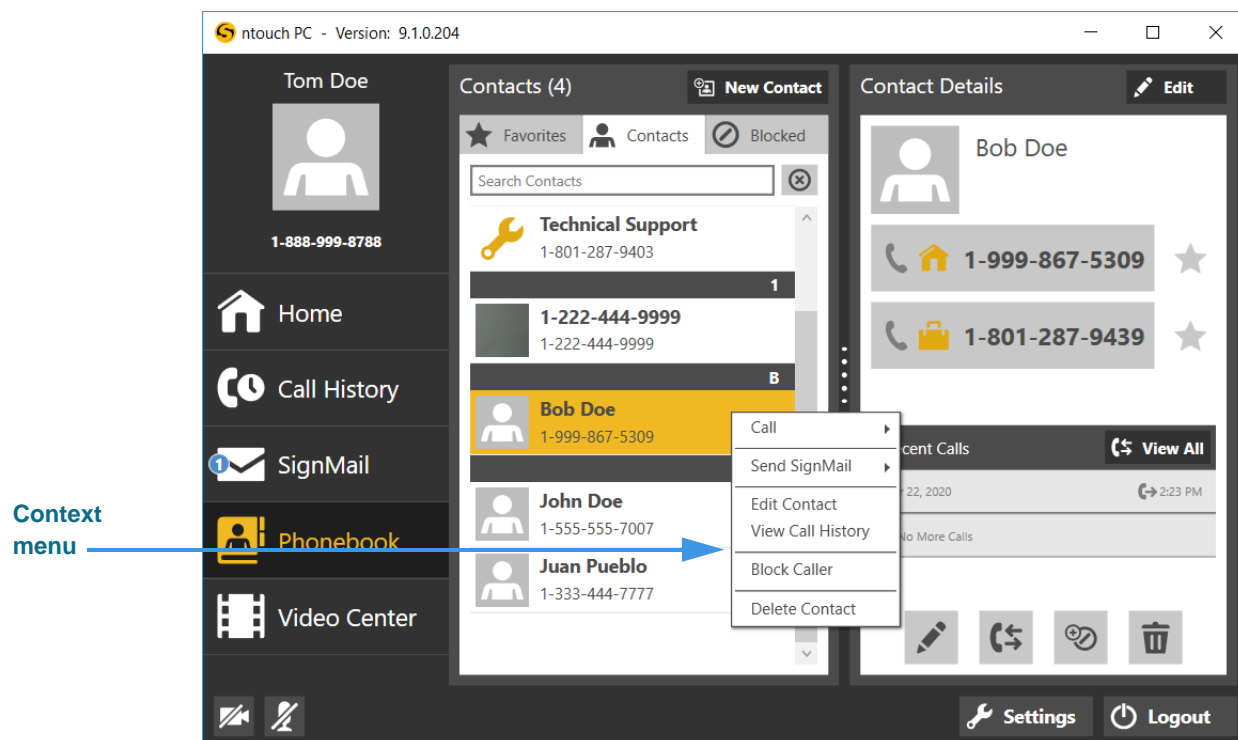 ntouch PC - Version: 9.1.0.204
Tom Doe
1-888-999-8788
Home
Call History
1
SignMail
Phonebook
Video Center
Contacts (4)
New Contact
Favorites
Contacts
Blocked
Search Contacts
Technical Support
1-801-287-9403
1
1-222-444-9999
1-222-444-9999
B
Bob Doe
1-999-867-5309
John Doe
1-555-555-7007
Juan Pueblo
1-333-444-7777
Call
Send SignMail
Edit Contact
View Call History
Block Caller
Delete Contact
Contact Details
Edit
Bob Doe
1-999-867-5309
1-801-287-9439
cent Calls
View All
22, 2020
2:23 PM
No More Calls
Settings
Logout
Context
menu